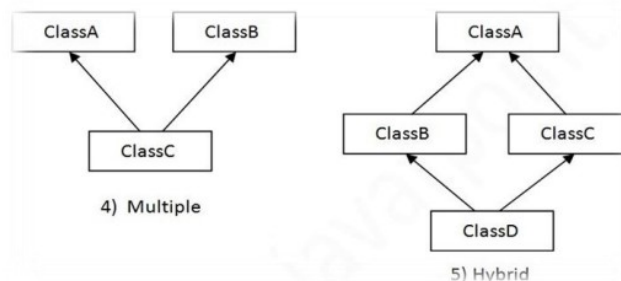 ClassA
ClassB
ClassC
4) Multiple
ClassA
ClassB
ClassC
ClassD
5) Hybrid